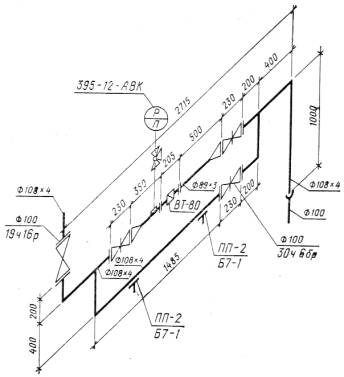 395-12-АВК
Р
П
2715
400
200
230
500
205
350
230
1000
Ф108×4
Ф100
19ч16р
Ф89×3
ВТ-80
Ф108×4
Ф108×4
230
200
Ф108×4
Ф100
Ф100
30ч6бр
ПП-2
Б7-1
1485
ПП-2
Б7-1
200
400